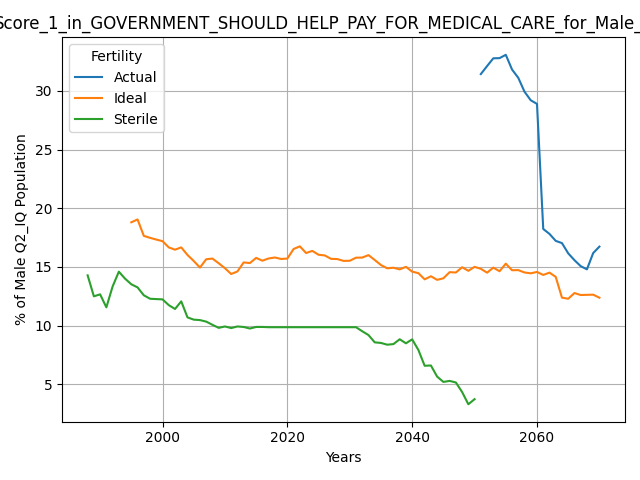 Score_1_in_GOVERNMENT_SHOULD_HELP_PAY_FOR_MEDICAL_CARE_for_Male_
Fertility
Actual
Ideal
Sterile
% of Male Q2_IQ Population
30
25
20
15
10
5
2000 2020 2040 2060
Years